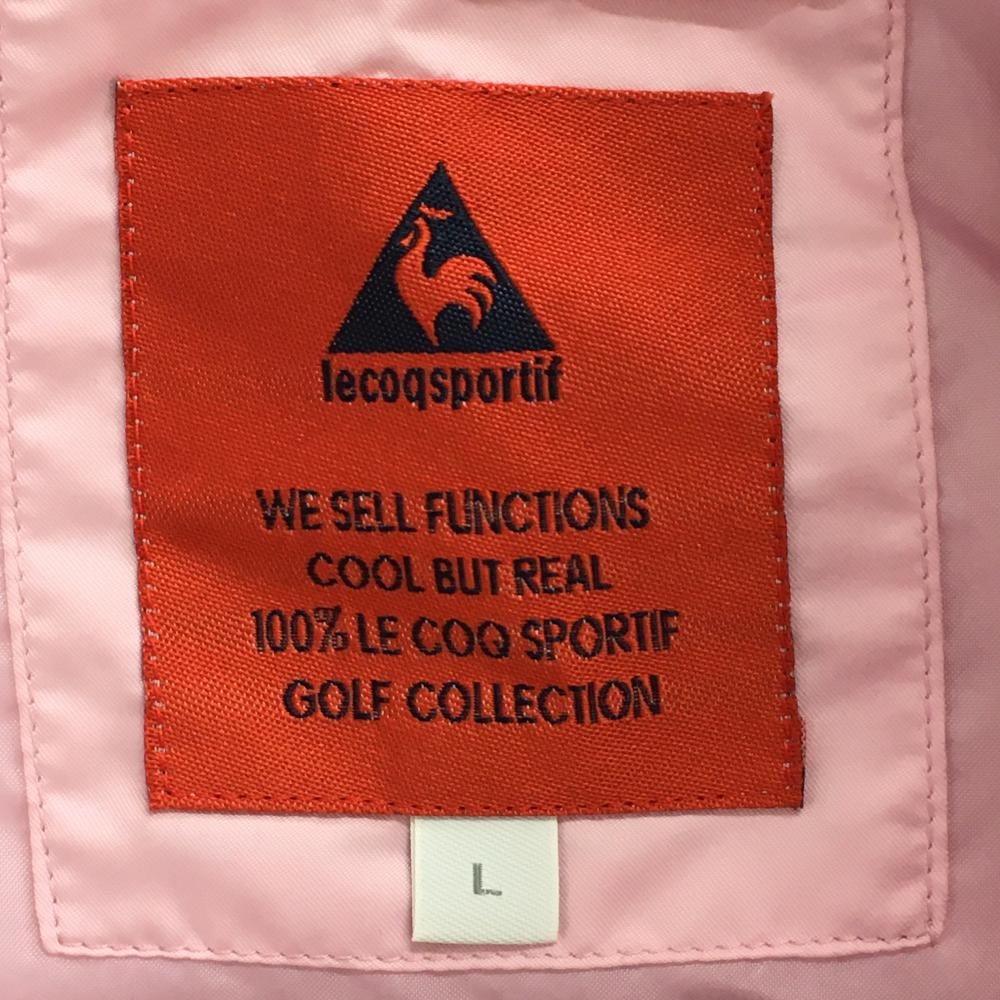 lecoqsportif
WE SELL FUNCTIONS
COOL BUT REAL
100% LE COQ SPORTIF
GOLF COLLECTION
L